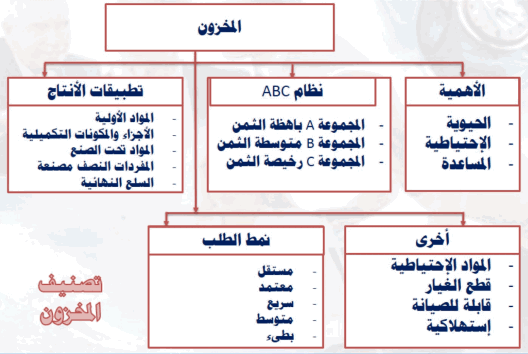 المخزون
الأهمية
- الحيوية
- الإحتياطية
- المساعدة
نظام ABC
- المجموعة A باهظة الثمن
- المجموعة B متوسطة الثمن
- المجموعة C رخيصة الثمن
تطبيقات الأنتاج
- المواد الأولية
- الأجزاء والمكونات التكميلية
- المواد تحت الصنع
- المفردات النصف مصنعة
- السلع النهائية
أخرى
- المواد الإحتياطية
- قطع الغيار
- قابلة للصيانة
- إستهلاكية
نمط الطلب
- مستقل
- معتمد
- سريع
- متوسط
- بطىء
تصنيف
المخزون